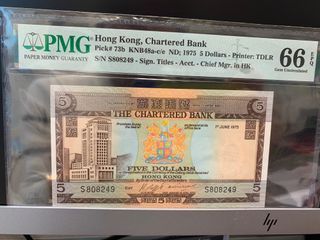 PMG
PAPER MONEY GUARANTY
Hong Kong, Chartered Bank
Pick# 73b KNB48a-c/e ND; 1975 5 Dollars - Printer: TDLR
S/N S808249 - Sign. Titles - Acct. - Chief Mgr. in HK
66 EPQ
Gem Uncirculated
5
5
THE CHARTERED BANK
1ST JUNE 1975
FIVE DOLLARS
HONG KONG
5 S808249
S808249 5
hp